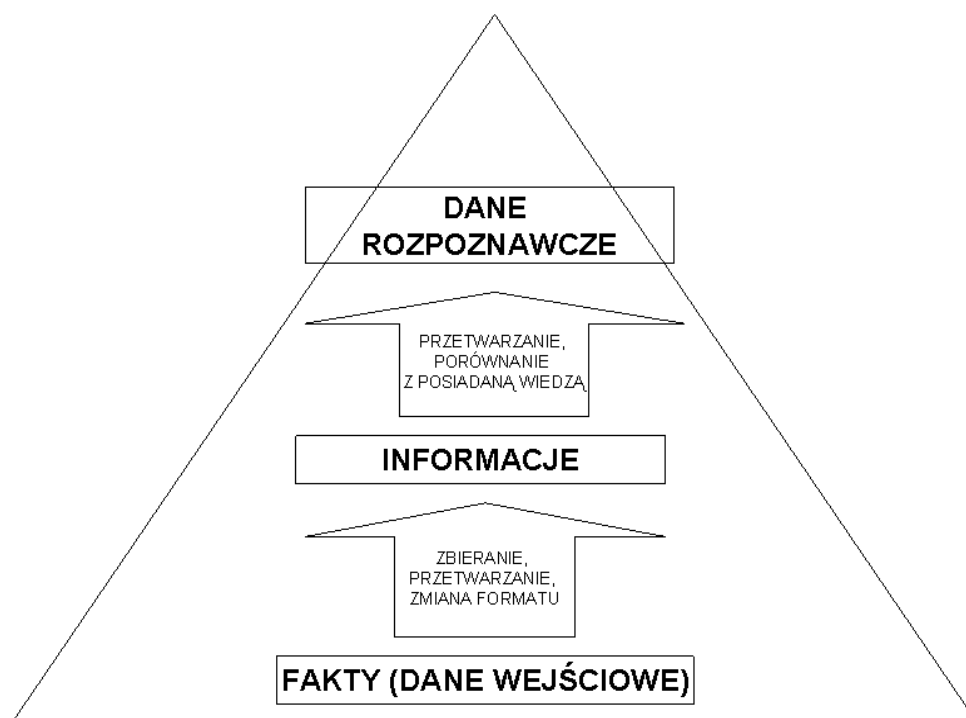 DANE
ROZPOZNAWCZE
PRZETWARZANIE,
PORÓWNANIE
Z POSIADANĄ WIEDZĄ
INFORMACJE
ZBIERANIE,
PRZETWARZANIE,
ZMIANA FORMATU
FAKTY (DANE WEJŚCIOWE)